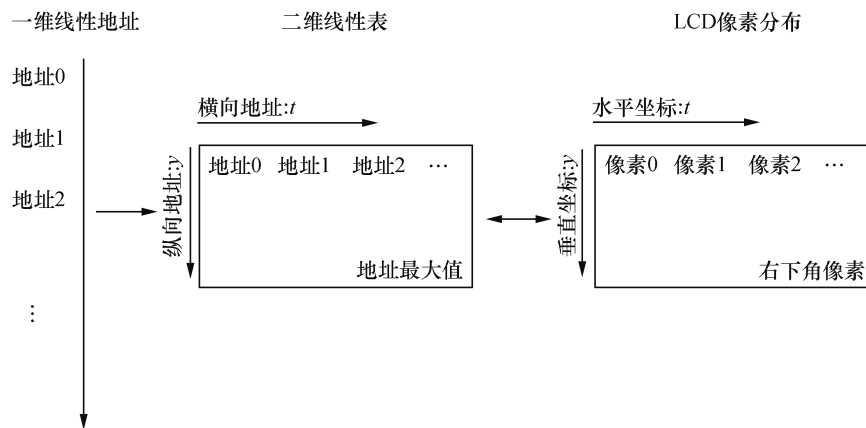 一维线性地址
二维线性表
LCD像素分布
地址0
地址1
地址2
⋮
横向地址:t
纵向地址:y
地址0 地址1 地址2 …
地址最大值
水平坐标:t
垂直坐标:y
像素0 像素1 像素2 …
右下角像素